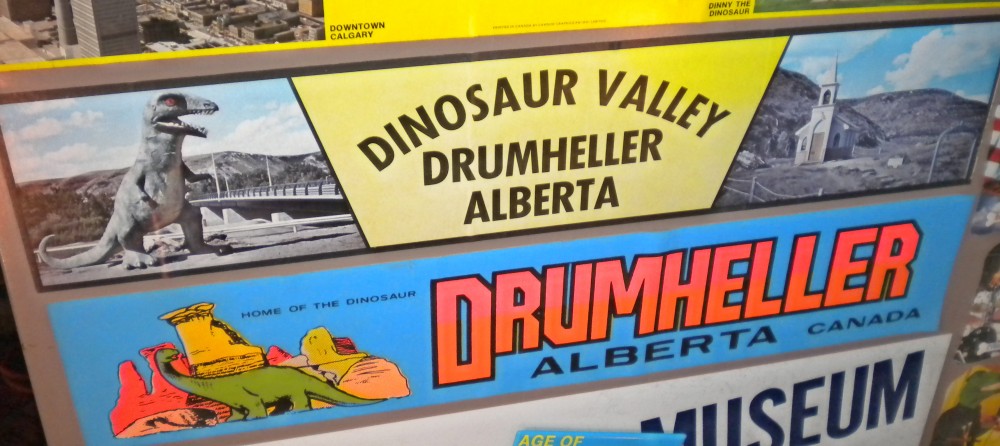 DOWNTOWN
CALGARY
DINNY THE
DINOSAUR
DINOSAUR VALLEY
DRUMHELLER
ALBERTA
HOME OF THE DINOSAUR
DRUMHELLER
ALBERTA CANADA
MUSEUM
AGE OF